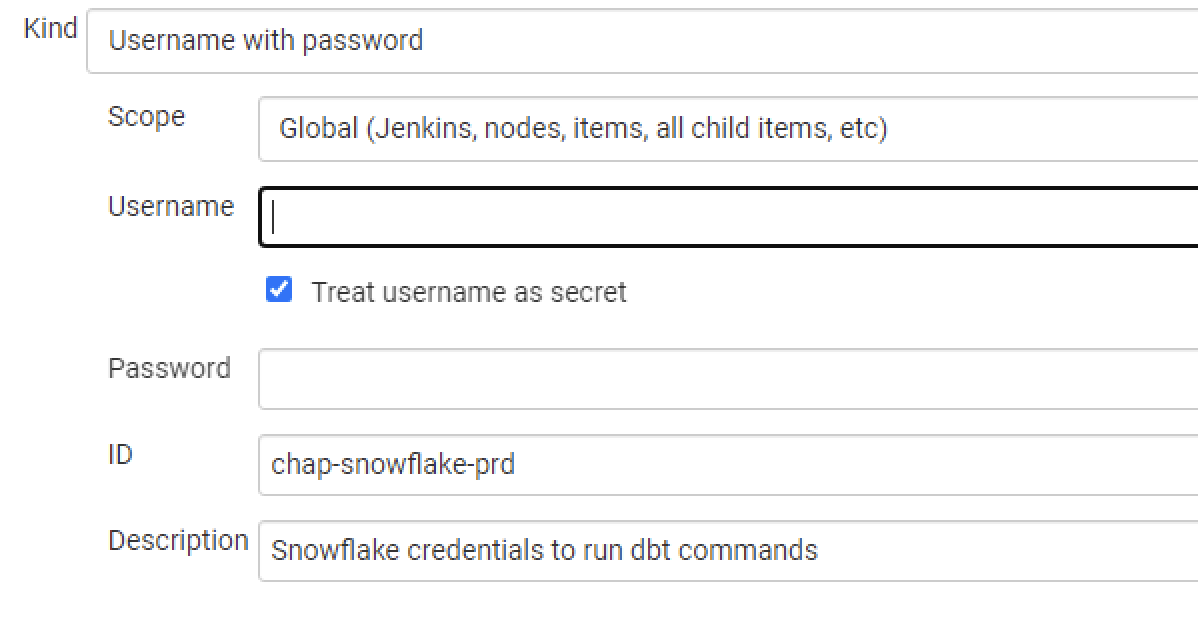 Kind Username with password
Scope Global (Jenkins, nodes, items, all child items, etc)
Username
Treat username as secret
Password
ID chap-snowflake-prd
Description Snowflake credentials to run dbt commands